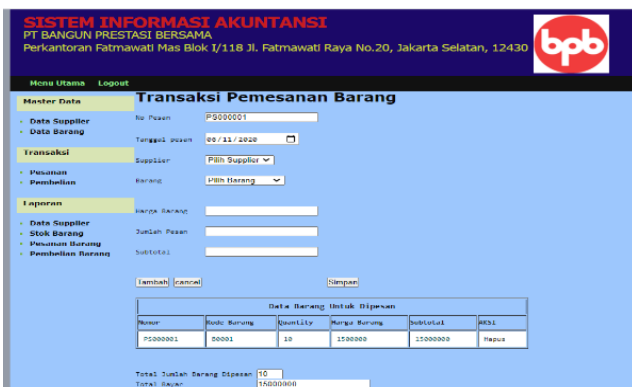 SISTEM INFORMASI AKUNTANSI
PT BANGUN PRESTASI BERSAMA
Perkantoran Fatmawati Mas Blok I/118 Jl. Fatmawati Raya No.20, Jakarta Selatan, 12430
bpb
Menu Utama Logout
Master Data
Data Supplier
Data Barang
Transaksi
Pesanan
Pembelian
Laporan
Data Supplier
Stok Barang
Pesanan Barang
Pembelian Barang
Transaksi Pemesanan Barang
No Pesan PS000001
Tanggal pesan 06/11/2020
Supplier Pilih Supplier
Barang Pilih Barang
Harga Barang
Jumlah Pesan
Subtotal
Tambah cancel Simpan
Data Barang Untuk Dipesan
Nomor Kode Barang Quantity Harga Barang Subtotal AKSI
PS000001 B0001 10 1500000 15000000 Hapus
Total Jumlah Barang Dipesan 10
Total Bayar 15000000